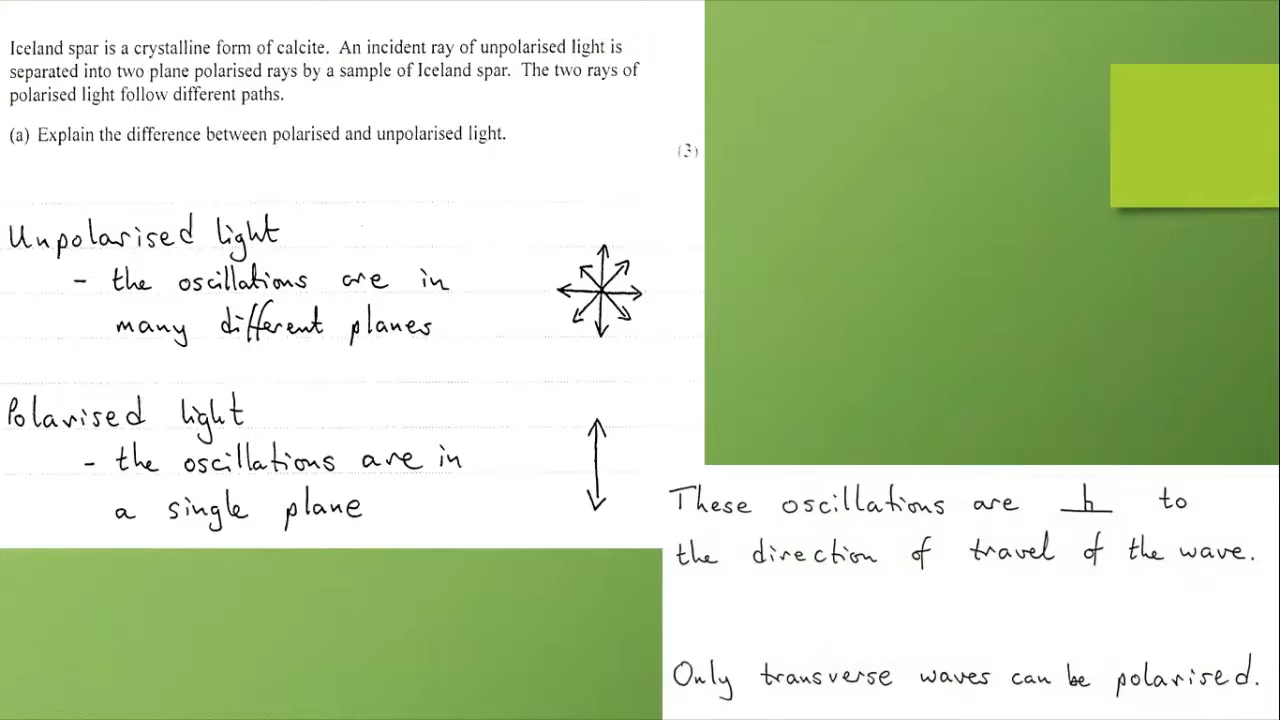 Iceland spar is a crystalline form of calcite. An incident ray of unpolarised light is
separated into two plane polarised rays by a sample of Iceland spar. The two rays of
polarised light follow different paths.
(a) Explain the difference between polarised and unpolarised light.
(3)
Unpolarised light
- the oscillations are in
many different planes
Polarised light
- the oscillations are in
a single plane
These oscillations are ⊥ to
the direction of travel of the wave.
Only transverse waves can be polarised.